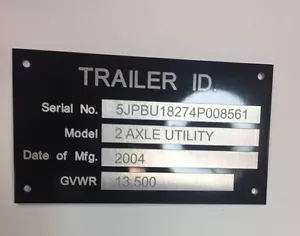 TRAILER ID.
Serial No. 5JPBU18274P008561
Model 2 AXLE UTILITY
Date of Mfg. 2004
GVWR 13,500